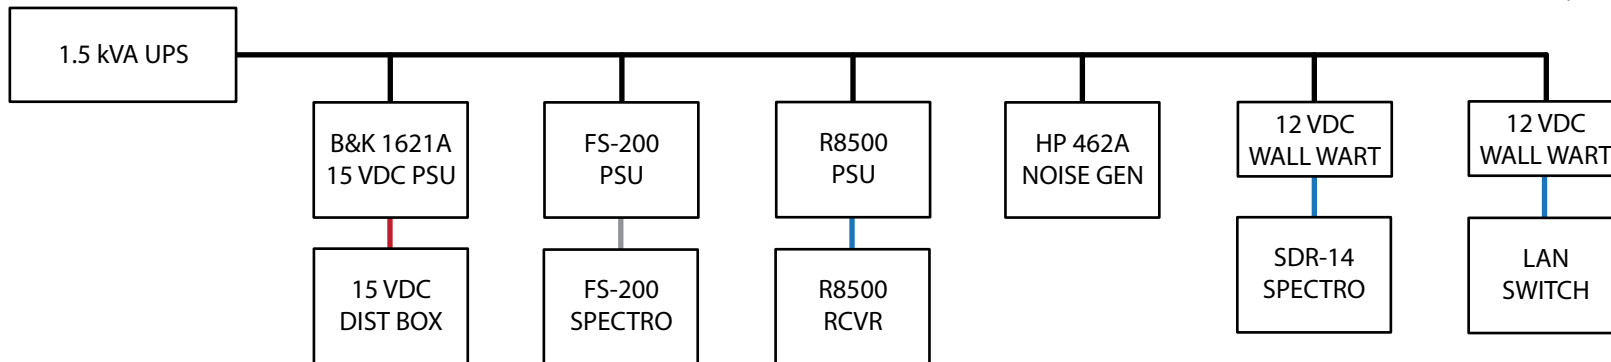 1.5 kVA UPS
B&K 1621A
15 VDC PSU
FS-200
PSU
R8500
PSU
HP 462A
NOISE GEN
12 VDC
WALL WART
12 VDC
WALL WART
15 VDC
DIST BOX
FS-200
SPECTRO
R8500
RCVR
SDR-14
SPECTRO
LAN
SWITCH